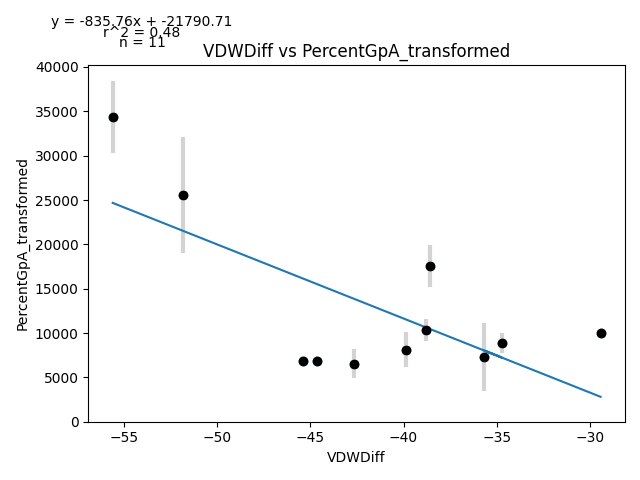 y = -835.76x + -21790.71
r^2 = 0.48
n = 11
VDWDiff vs PercentGpA_transformed
40000
35000
30000
25000
20000
15000
10000
5000
0
PercentGpA_transformed
−55 −50 −45 −40 −35 −30
VDWDiff